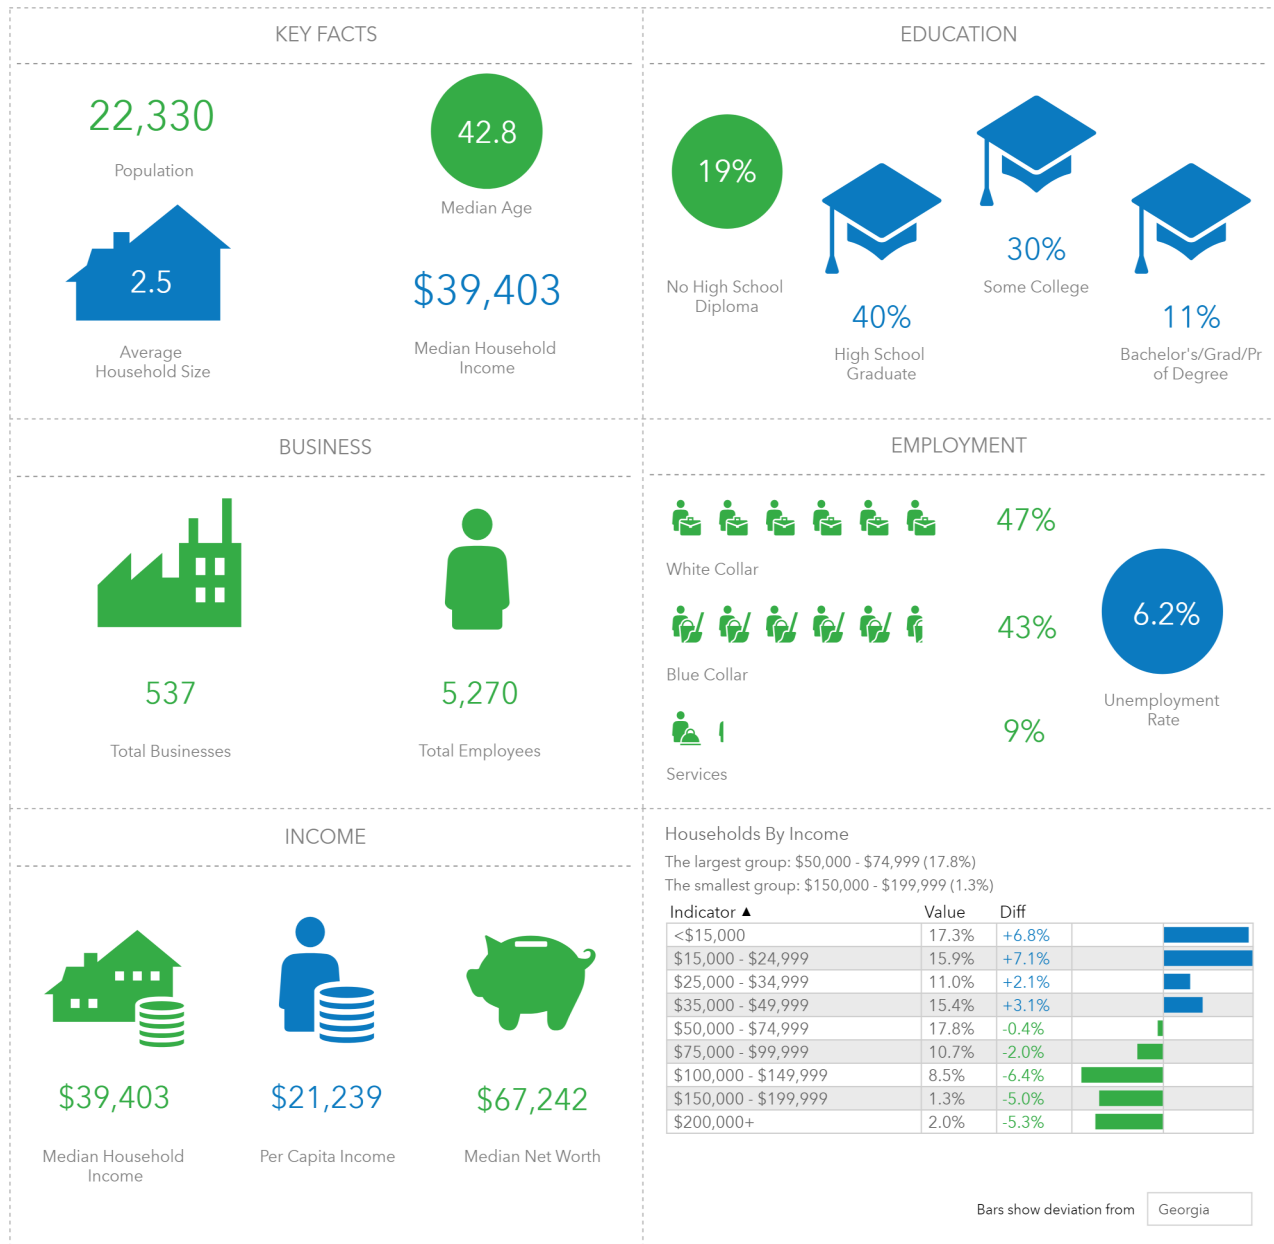 KEY FACTS
22,330
Population
42.8
Median Age
2.5
Average
Household Size
$39,403
Median Household
Income
EDUCATION
19%
No High School
Diploma
40%
High School
Graduate
30%
Some College
11%
Bachelor's/Grad/Pr
of Degree
BUSINESS
537
Total Businesses
5,270
Total Employees
EMPLOYMENT
47%
White Collar
43%
Blue Collar
9%
Services
6.2%
Unemployment
Rate
INCOME
$39,403
Median Household
Income
$21,239
Per Capita Income
$67,242
Median Net Worth
Households By Income
The largest group: $50,000 - $74,999 (17.8%)
The smallest group: $150,000 - $199,999 (1.3%)
Indicator ▲ Value Diff
<$15,000 17.3% +6.8%
$15,000 - $24,999 15.9% +7.1%
$25,000 - $34,999 11.0% +2.1%
$35,000 - $49,999 15.4% +3.1%
$50,000 - $74,999 17.8% -0.4%
$75,000 - $99,999 10.7% -2.0%
$100,000 - $149,999 8.5% -6.4%
$150,000 - $199,999 1.3% -5.0%
$200,000+ 2.0% -5.3%
Bars show deviation from Georgia